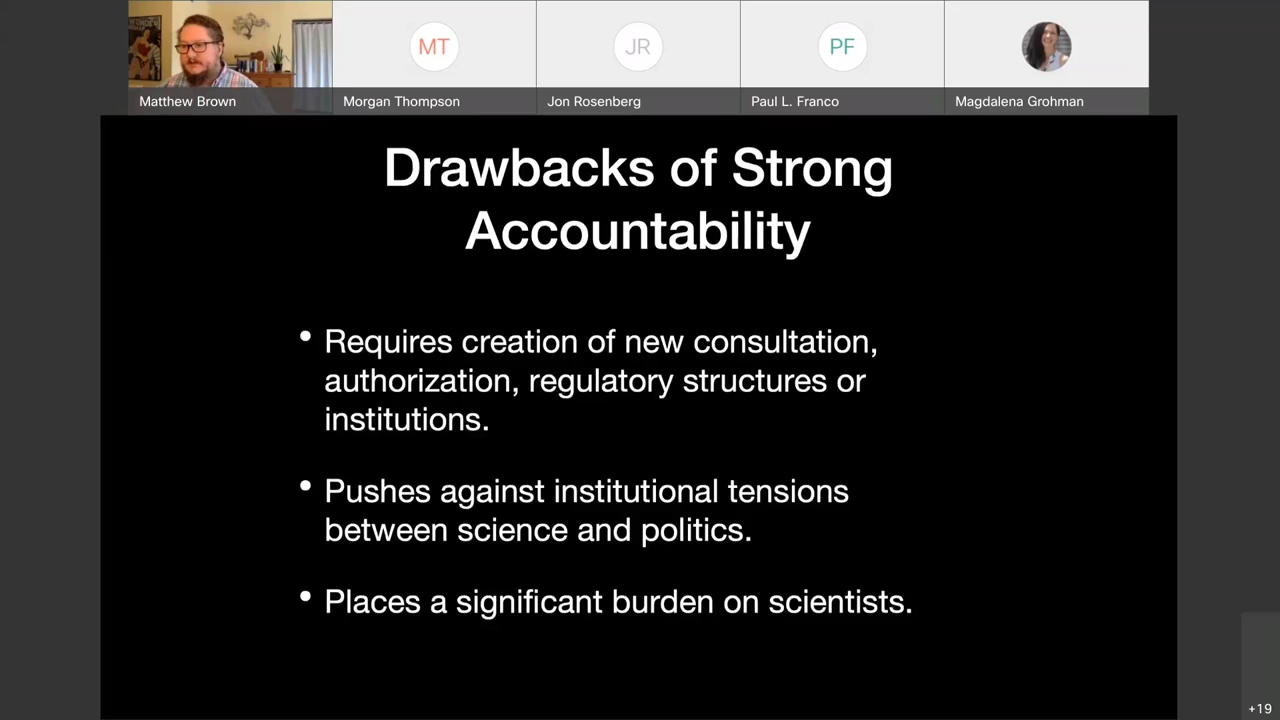 MT
JR
PF
Matthew Brown
Morgan Thompson
Jon Rosenberg
Paul L. Franco
Magdalena Grohman
Drawbacks of Strong
Accountability
• Requires creation of new consultation,
authorization, regulatory structures or
institutions.
• Pushes against institutional tensions
between science and politics.
• Places a significant burden on scientists.
+19